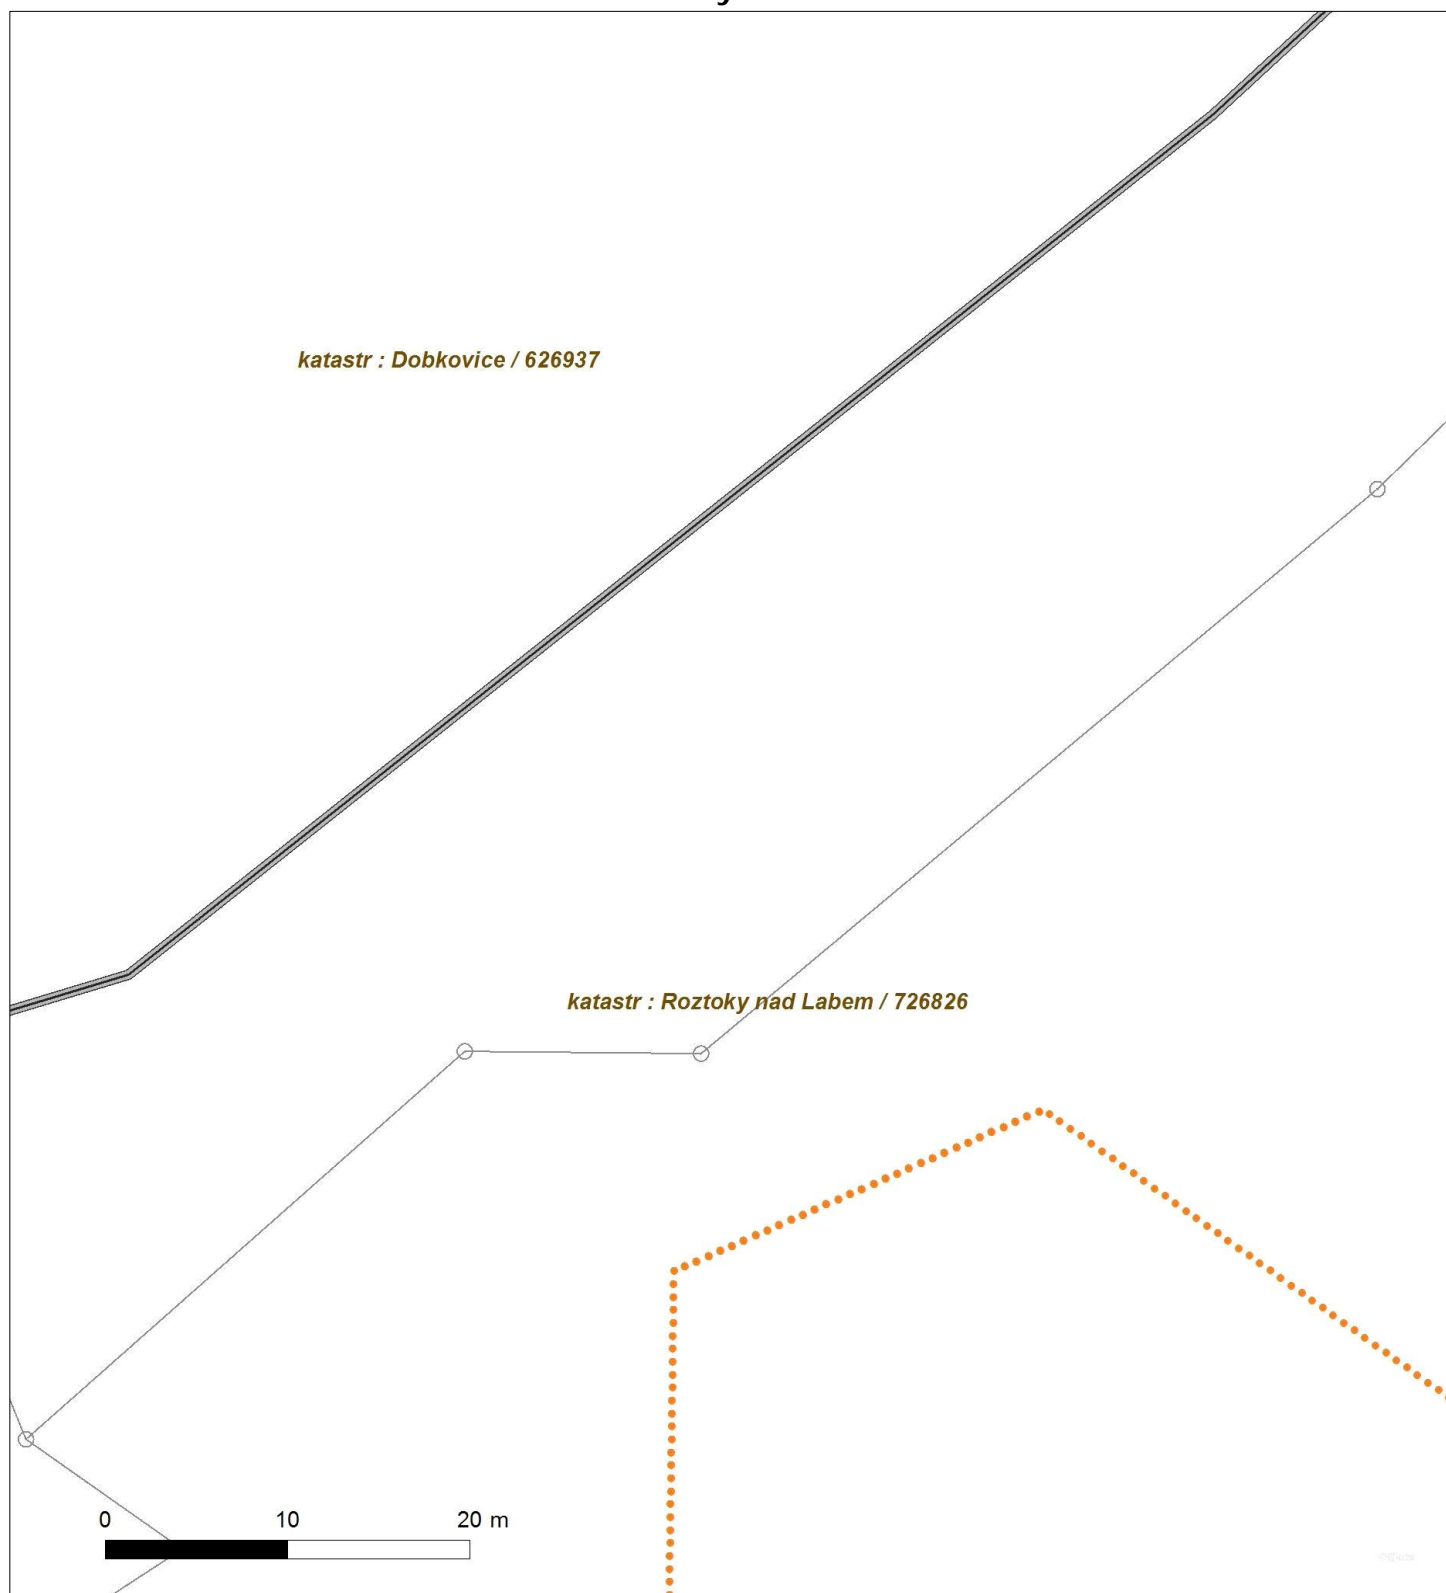 katastr : Dobkovice / 626937
katastr : Roztoky nad Labem / 726826
0 10 20 m